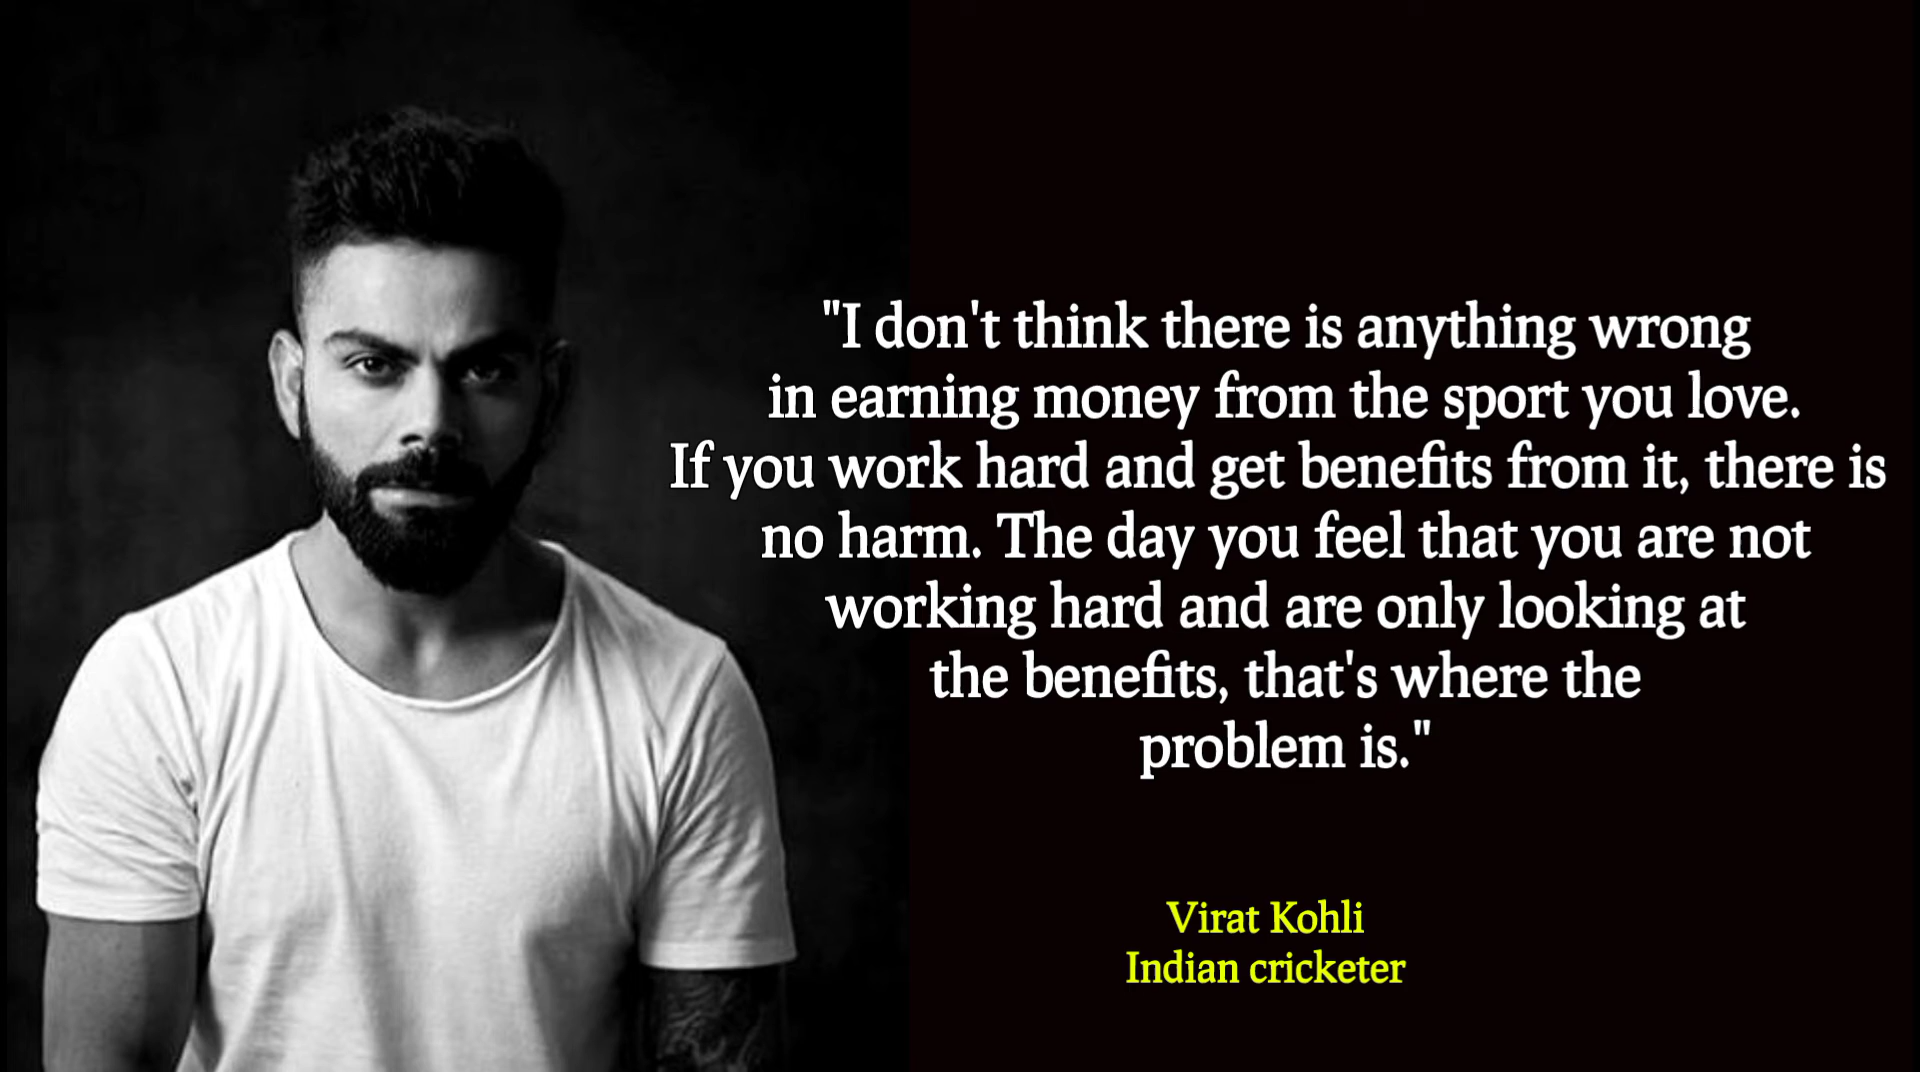 "I don't think there is anything wrong
in earning money from the sport you love.
If you work hard and get benefits from it, there is
no harm. The day you feel that you are not
working hard and are only looking at
the benefits, that's where the
problem is."
Virat Kohli
Indian cricketer